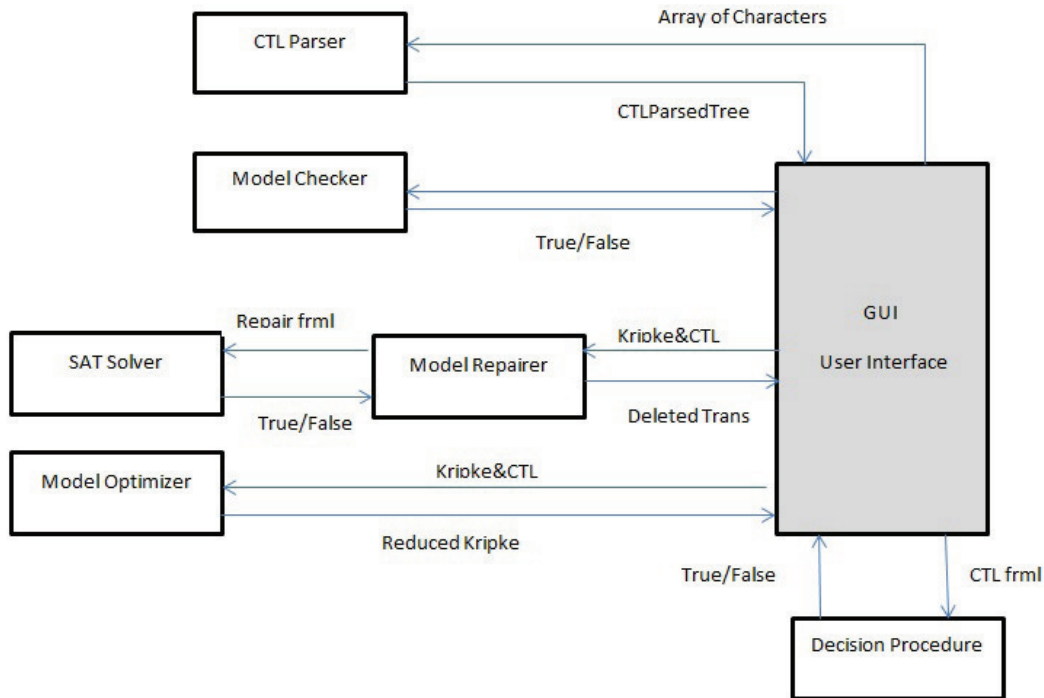 Array of Characters
CTL Parser
CTLParsedTree
Model Checker
True/False
GUI
User Interface
Repair frml
Kripke&CTL
SAT Solver
Model Repairer
True/False
Deleted Trans
Kripke&CTL
Model Optimizer
Reduced Kripke
True/False
CTL frml
Decision Procedure